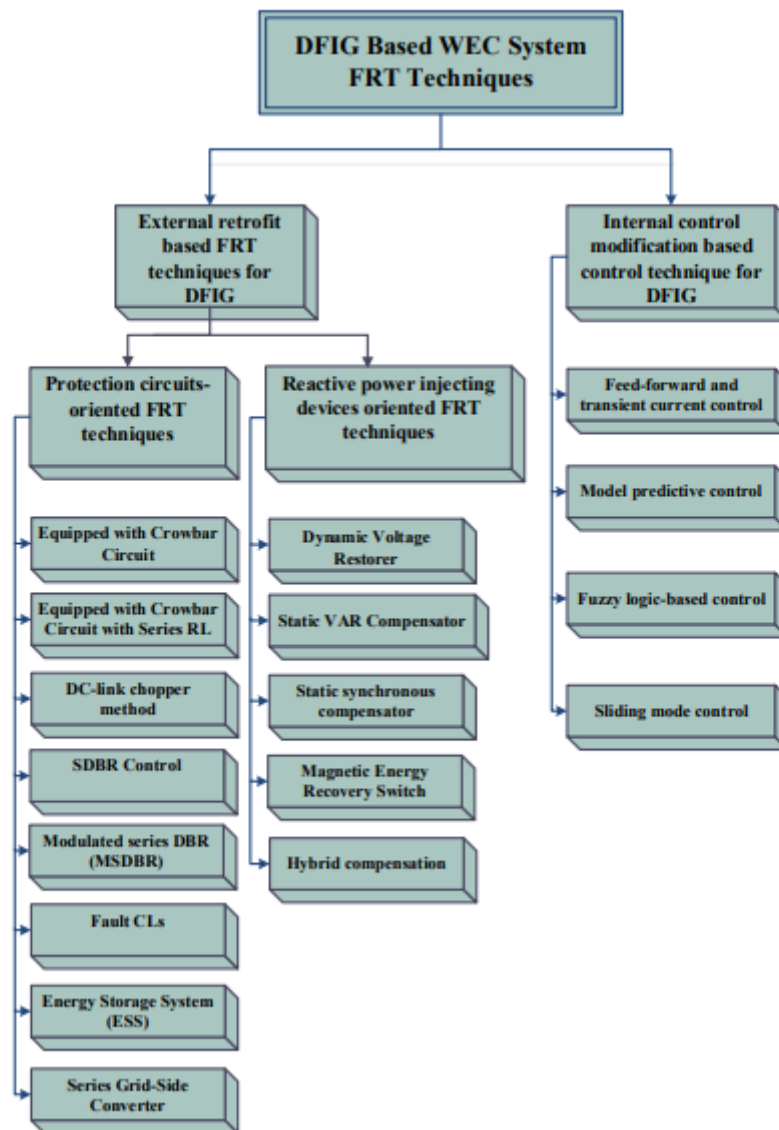 DFIG Based WEC System
FRT Techniques
External retrofit
based FRT
techniques for
DFIG
Internal control
modification based
control technique for
DFIG
Protection circuits-
oriented FRT
techniques
Reactive power injecting
devices oriented FRT
techniques
Equipped with Crowbar
Circuit
Equipped with Crowbar
Circuit with Series RL
DC-link chopper
method
SDBR Control
Modulated series DBR
(MSDBR)
Fault CLs
Energy Storage System
(ESS)
Series Grid-Side
Converter
Dynamic Voltage
Restorer
Static VAR Compensator
Static synchronous
compensator
Magnetic Energy
Recovery Switch
Hybrid compensation
Feed-forward and
transient current control
Model predictive control
Fuzzy logic-based control
Sliding mode control